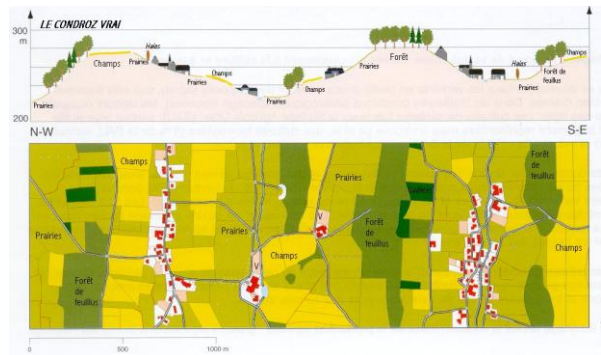 LE CONDROZ VRAI
300
m
200
Haies
Champs
Prairies
Prairies
Champs
Prairies
Prairies
Champs
Prairies
Forêt
Haies
Prairies
Prairies
Forêt de
feuillus
Champs
N-W
S-E
Champs
Prairies
Forêt
de
feuillus
Prairies
V
Champs
V
Prairies
Forêt
de
feuillus
Forêt
de feuillus
Champs
0
500
1000 m